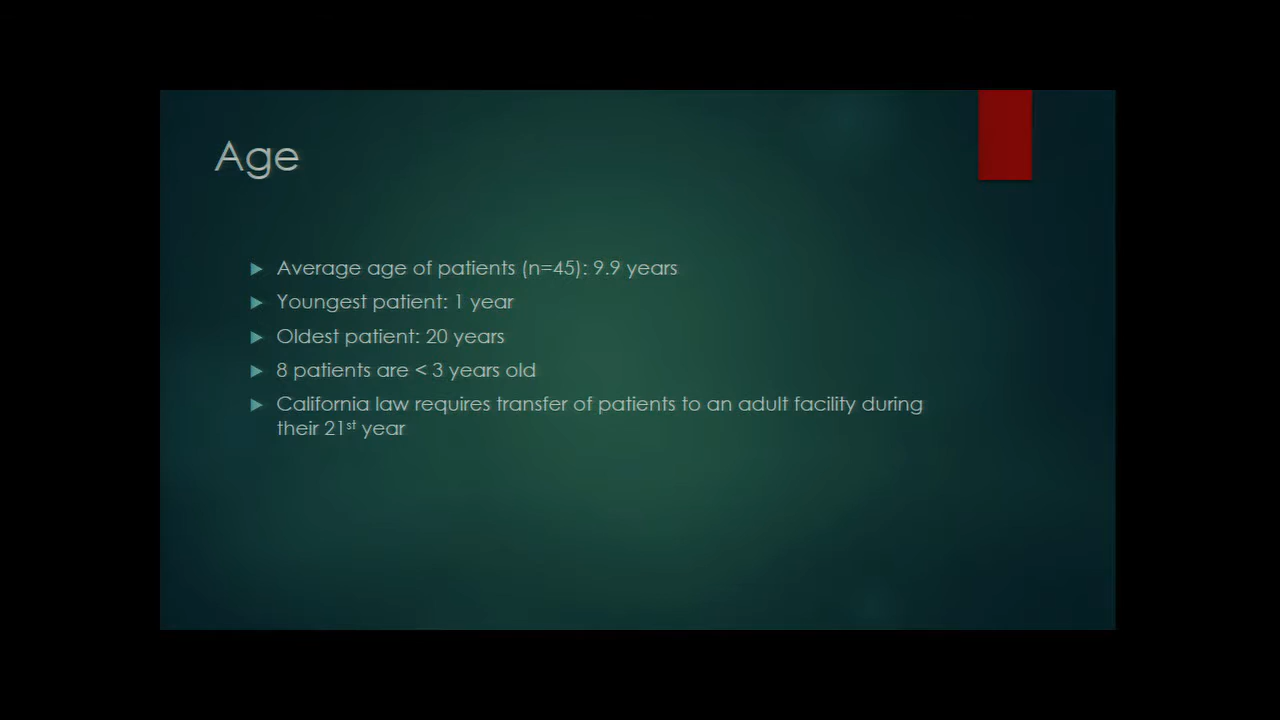 Age
Average age of patients (n=45): 9.9 years
Youngest patient: 1 year
Oldest patient: 20 years
8 patients are < 3 years old
California law requires transfer of patients to an adult facility during
their 21st year